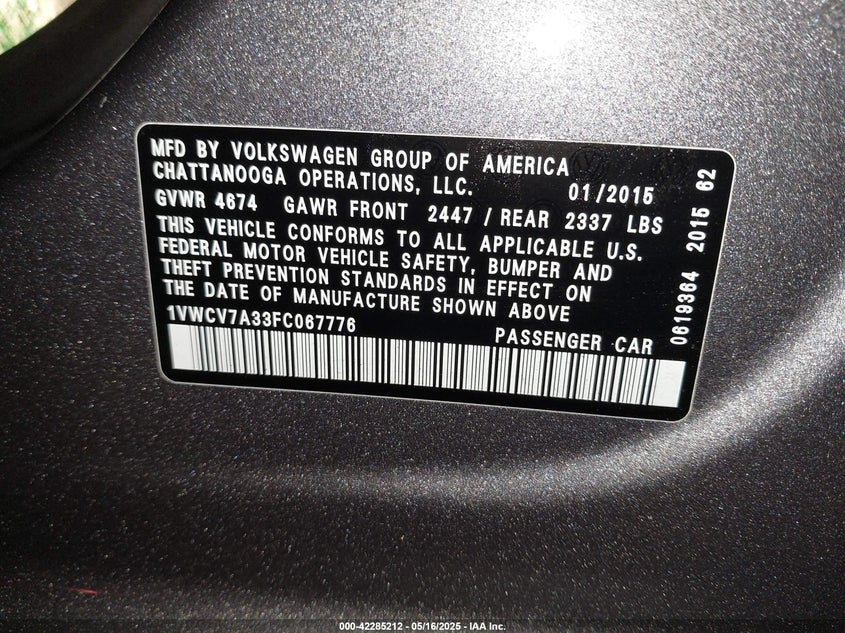 MFD BY VOLKSWAGEN GROUP OF AMERICA
CHATTANOOGA OPERATIONS, LLC. 01/2015
GVWR 4674 GAWR FRONT 2447 / REAR 2337 LBS
THIS VEHICLE CONFORMS TO ALL APPLICABLE U.S.
FEDERAL MOTOR VEHICLE SAFETY, BUMPER AND
THEFT PREVENTION STANDARDS IN EFFECT ON
THE DATE OF MANUFACTURE SHOWN ABOVE
1VWCV7A33FC067776 PASSENGER CAR
0619364 2015 62
000-42285212 - 05/16/2025 - IAA Inc.